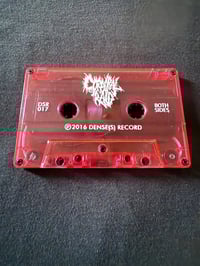 DSR
017
BOTH
SIDES
℗ 2016 DENSE(S) RECORD